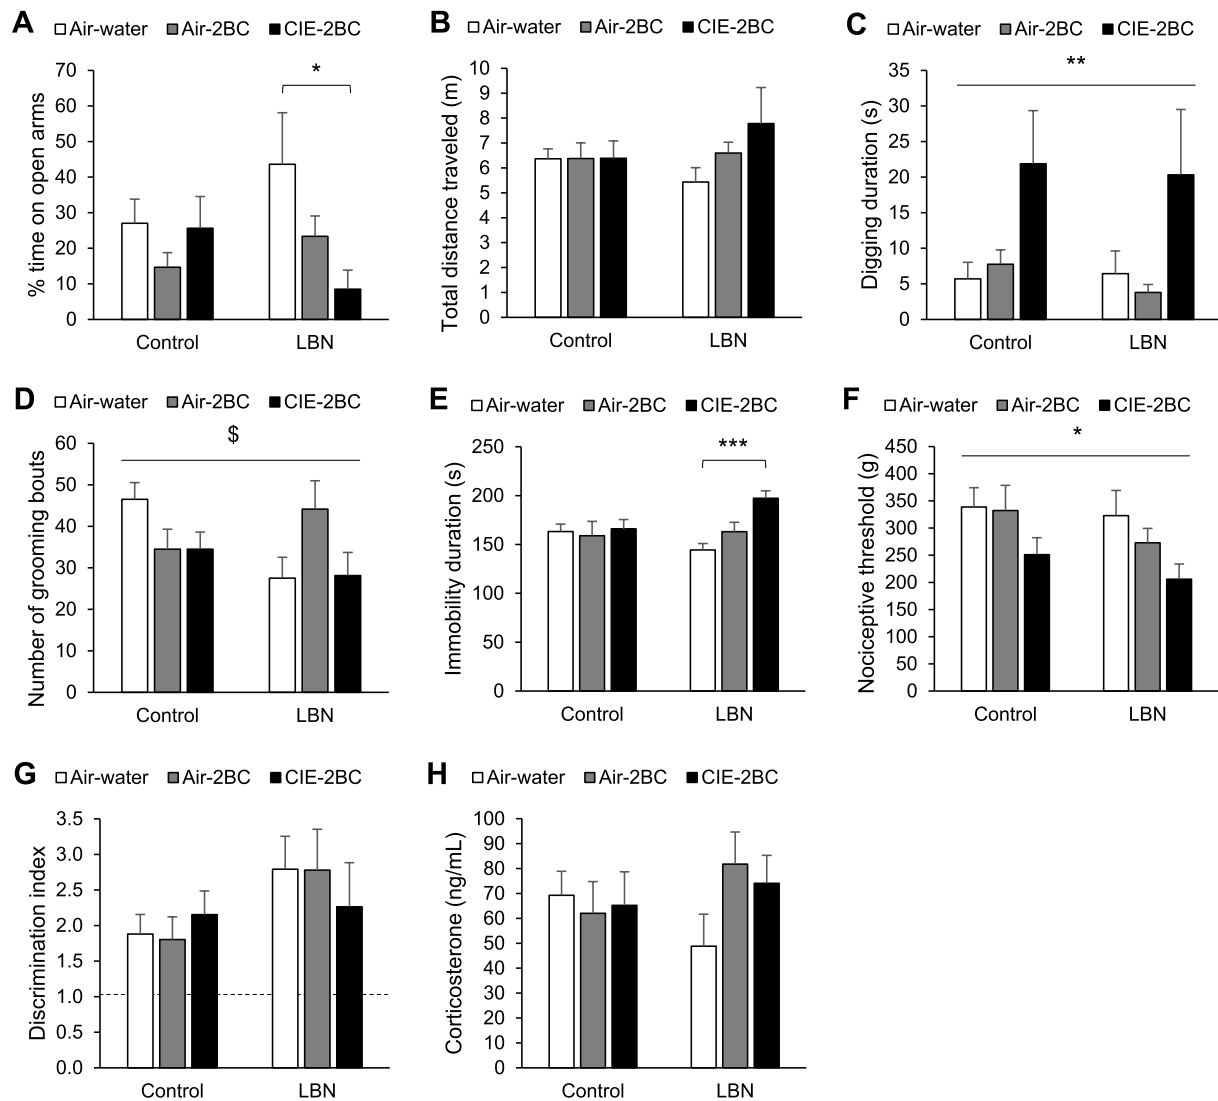 A
Air-water Air-2BC CIE-2BC
% time on open arms
70
60
50
40
30
20
10
0
*
Control LBN
B
Air-water Air-2BC CIE-2BC
Total distance traveled (m)
10
9
8
7
6
5
4
3
2
1
0
Control LBN
C
Air-water Air-2BC CIE-2BC
Digging duration (s)
35
30
25
20
15
10
5
0
**
Control LBN
D
Air-water Air-2BC CIE-2BC
Number of grooming bouts
60
50
40
30
20
10
0
$
Control LBN
E
Air-water Air-2BC CIE-2BC
Immobility duration (s)
250
200
150
100
50
0
***
Control LBN
F
Air-water Air-2BC CIE-2BC
Nociceptive threshold (g)
450
400
350
300
250
200
150
100
50
0
*
Control LBN
G
Air-water Air-2BC CIE-2BC
Discrimination index
3.5
3.0
2.5
2.0
1.5
1.0
0.5
0.0
Control LBN
H
Air-water Air-2BC CIE-2BC
Corticosterone (ng/mL)
100
90
80
70
60
50
40
30
20
10
0
Control LBN